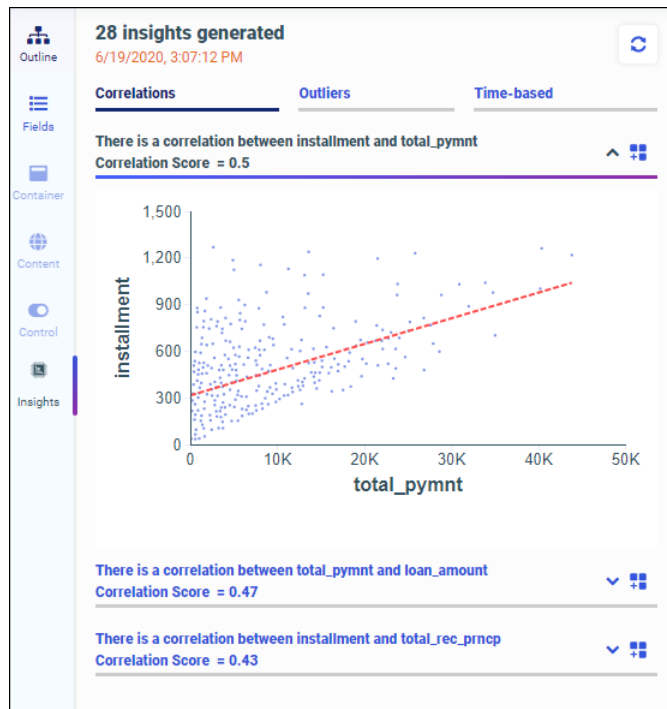 28 insights generated
6/19/2020, 3:07:12 PM
Outline
Fields
Container
Content
Control
Insights
Correlations
Outliers
Time-based
There is a correlation between installment and total_pymnt
Correlation Score = 0.5
1,500
1,200
900
600
300
0
installment
0
10K
20K
30K
40K
50K
total_pymnt
There is a correlation between total_pymnt and loan_amount
Correlation Score = 0.47
There is a correlation between installment and total_rec_prncp
Correlation Score = 0.43